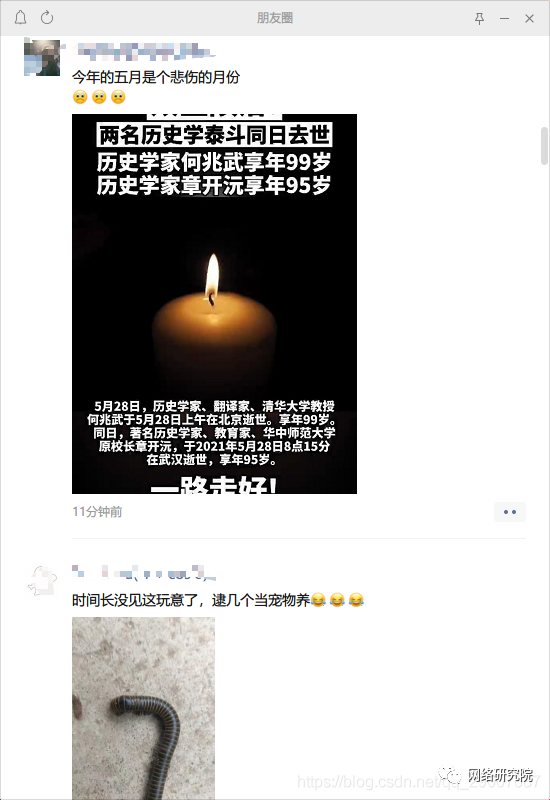 朋友圈
今年的五月是个悲伤的月份
两名历史学泰斗同日去世
历史学家何兆武享年99岁
历史学家章开沅享年95岁
5月28日，历史学家、翻译家、清华大学教授
何兆武于5月28日上午在北京逝世。享年99岁。
同日，著名历史学家、教育家、华中师范大学
原校长章开沅，于2021年5月28日8点15分
在武汉逝世，享年95岁。
一路走好！
11分钟前
时间长没见这玩意了，逮几个当宠物养
网络研究院